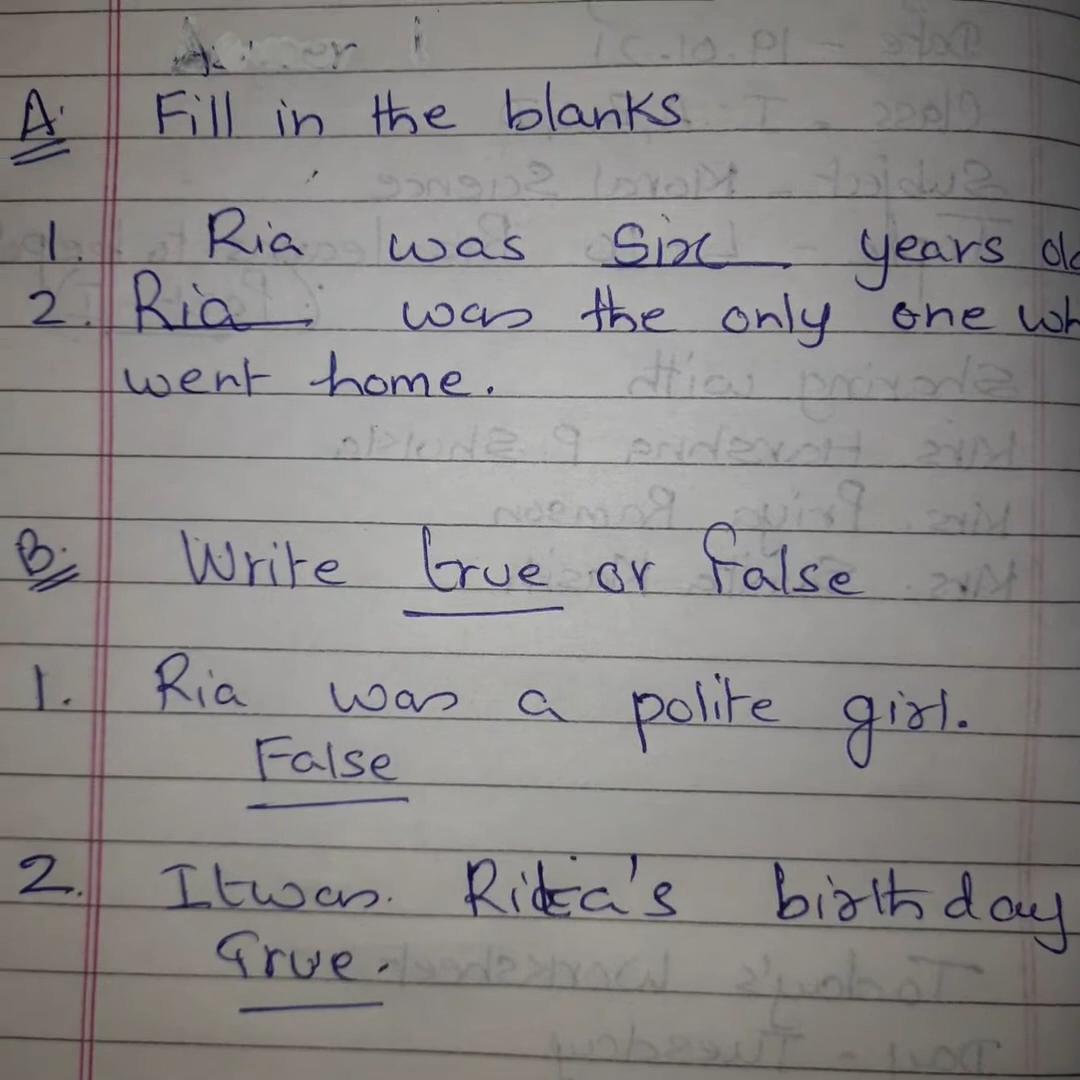 A. Fill in the blanks.
1. Ria was Six years
2. Ria was the only one
went home.
B. Write true or false
1. Ria was a polite girl.
False
2. It was. Rita's birthday
True.